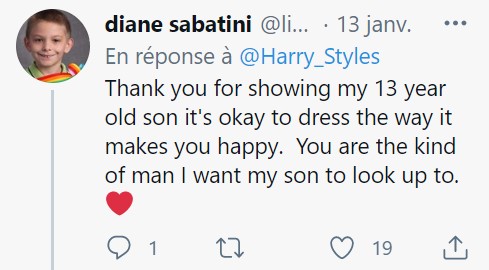 diane sabatini @li... · 13 janv.
En réponse à @Harry_Styles
Thank you for showing my 13 year
old son it's okay to dress the way it
makes you happy. You are the kind
of man I want my son to look up to.
1 19